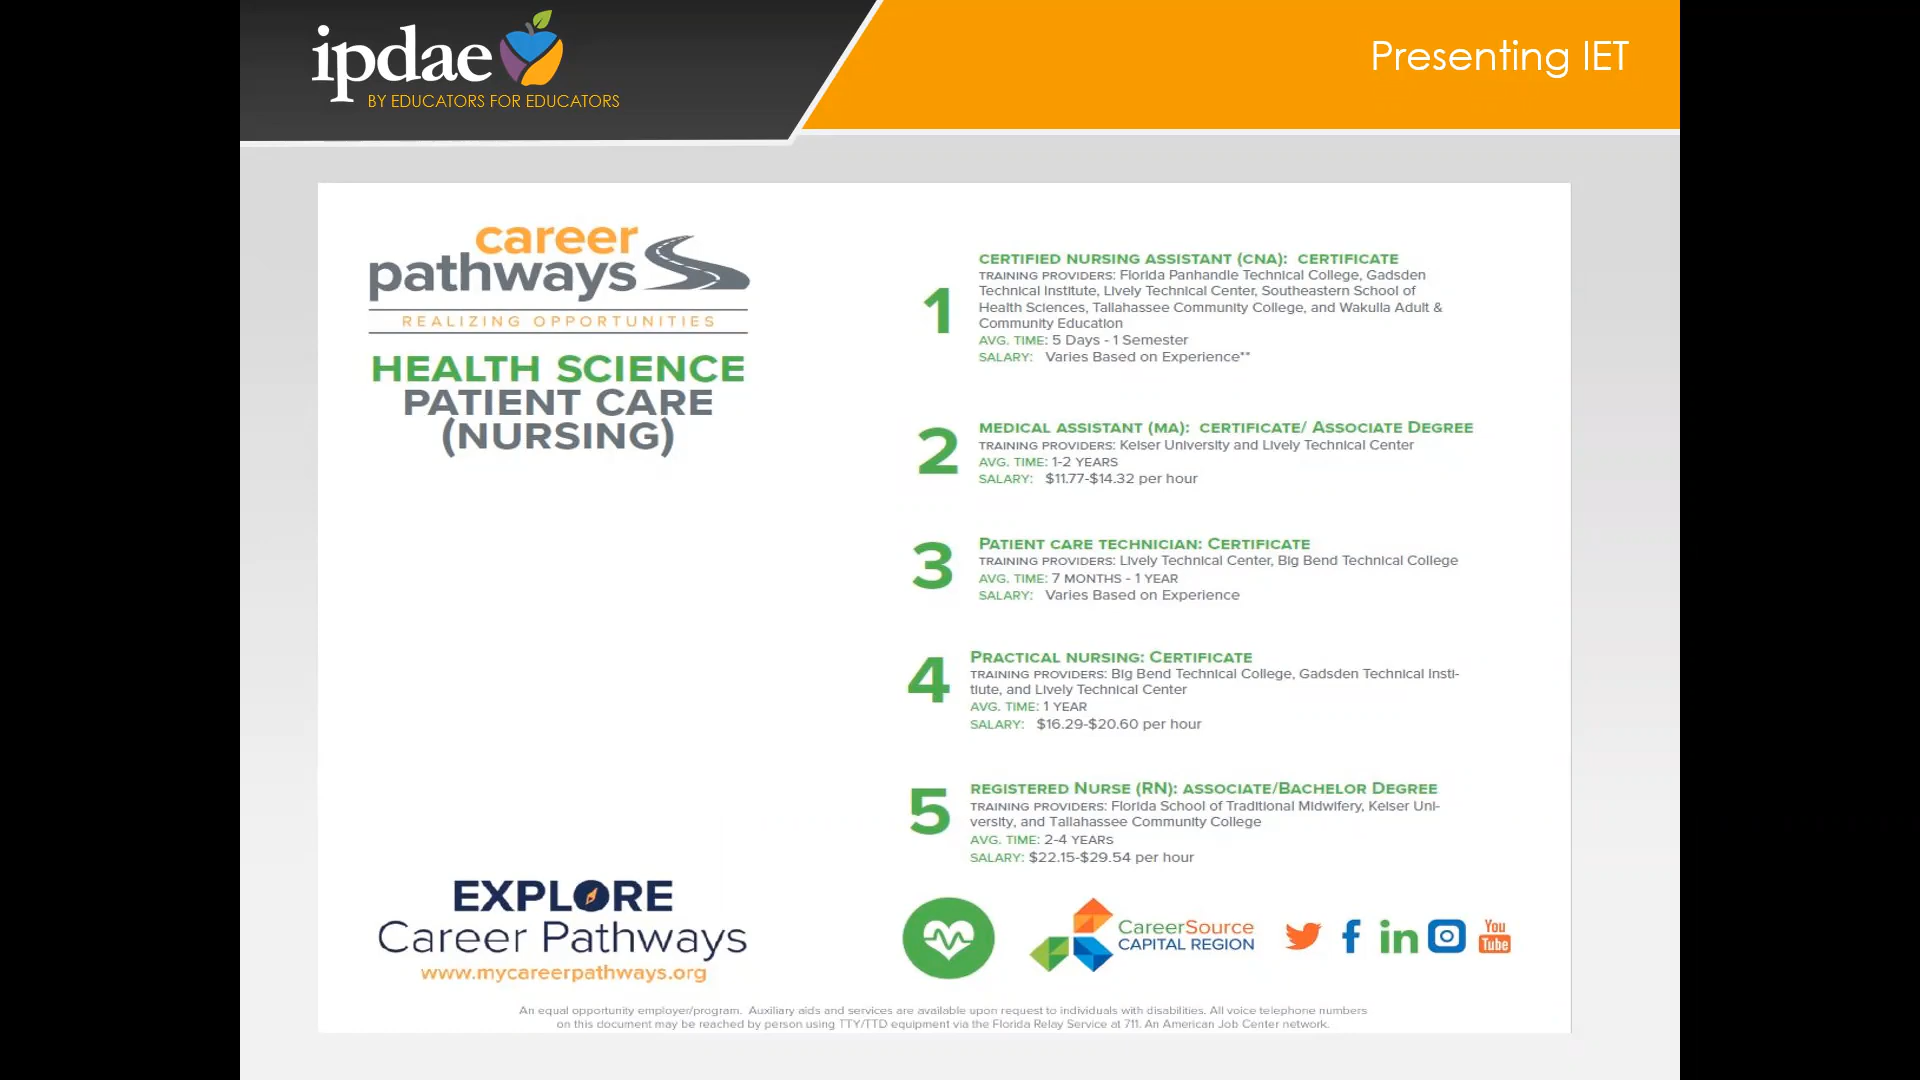 ipdae
BY EDUCATORS FOR EDUCATORS
Presenting IET
career
pathways
REALIZING OPPORTUNITIES
HEALTH SCIENCE
PATIENT CARE
(NURSING)
1
CERTIFIED NURSING ASSISTANT (CNA): CERTIFICATE
TRAINING PROVIDERS: Florida Panhandle Technical College, Gadsden
Technical Institute, Lively Technical Center, Southeastern School of
Health Sciences, Tallahassee Community College, and Wakulla Adult &
Community Education
AVG. TIME: 5 Days - 1 Semester
SALARY: Varies Based on Experience**
2
MEDICAL ASSISTANT (MA): CERTIFICATE/ ASSOCIATE DEGREE
TRAINING PROVIDERS: Keiser University and Lively Technical Center
AVG. TIME: 1-2 YEARS
SALARY: $11.77-$14.32 per hour
3
PATIENT CARE TECHNICIAN: CERTIFICATE
TRAINING PROVIDERS: Lively Technical Center, Big Bend Technical College
AVG. TIME: 7 MONTHS - 1 YEAR
SALARY: Varies Based on Experience
4
PRACTICAL NURSING: CERTIFICATE
TRAINING PROVIDERS: Big Bend Technical College, Gadsden Technical Insti-
tiute, and Lively Technical Center
AVG. TIME: 1 YEAR
SALARY: $16.29-$20.60 per hour
5
REGISTERED NURSE (RN): ASSOCIATE/BACHELOR DEGREE
TRAINING PROVIDERS: Florida School of Traditional Midwifery, Keiser Uni-
versity, and Tallahassee Community College
AVG. TIME: 2-4 YEARS
SALARY: $22.15-$29.54 per hour
EXPLORE
Career Pathways
www.mycareerpathways.org
CareerSource
CAPITAL REGION
f
in
You
Tube
An equal opportunity employer/program. Auxiliary aids and services are available upon request to individuals with disabilities. All voice telephone numbers
on this document may be reached by person using TTY/TTD equipment via the Florida Relay Service at 711. An American Job Center network.